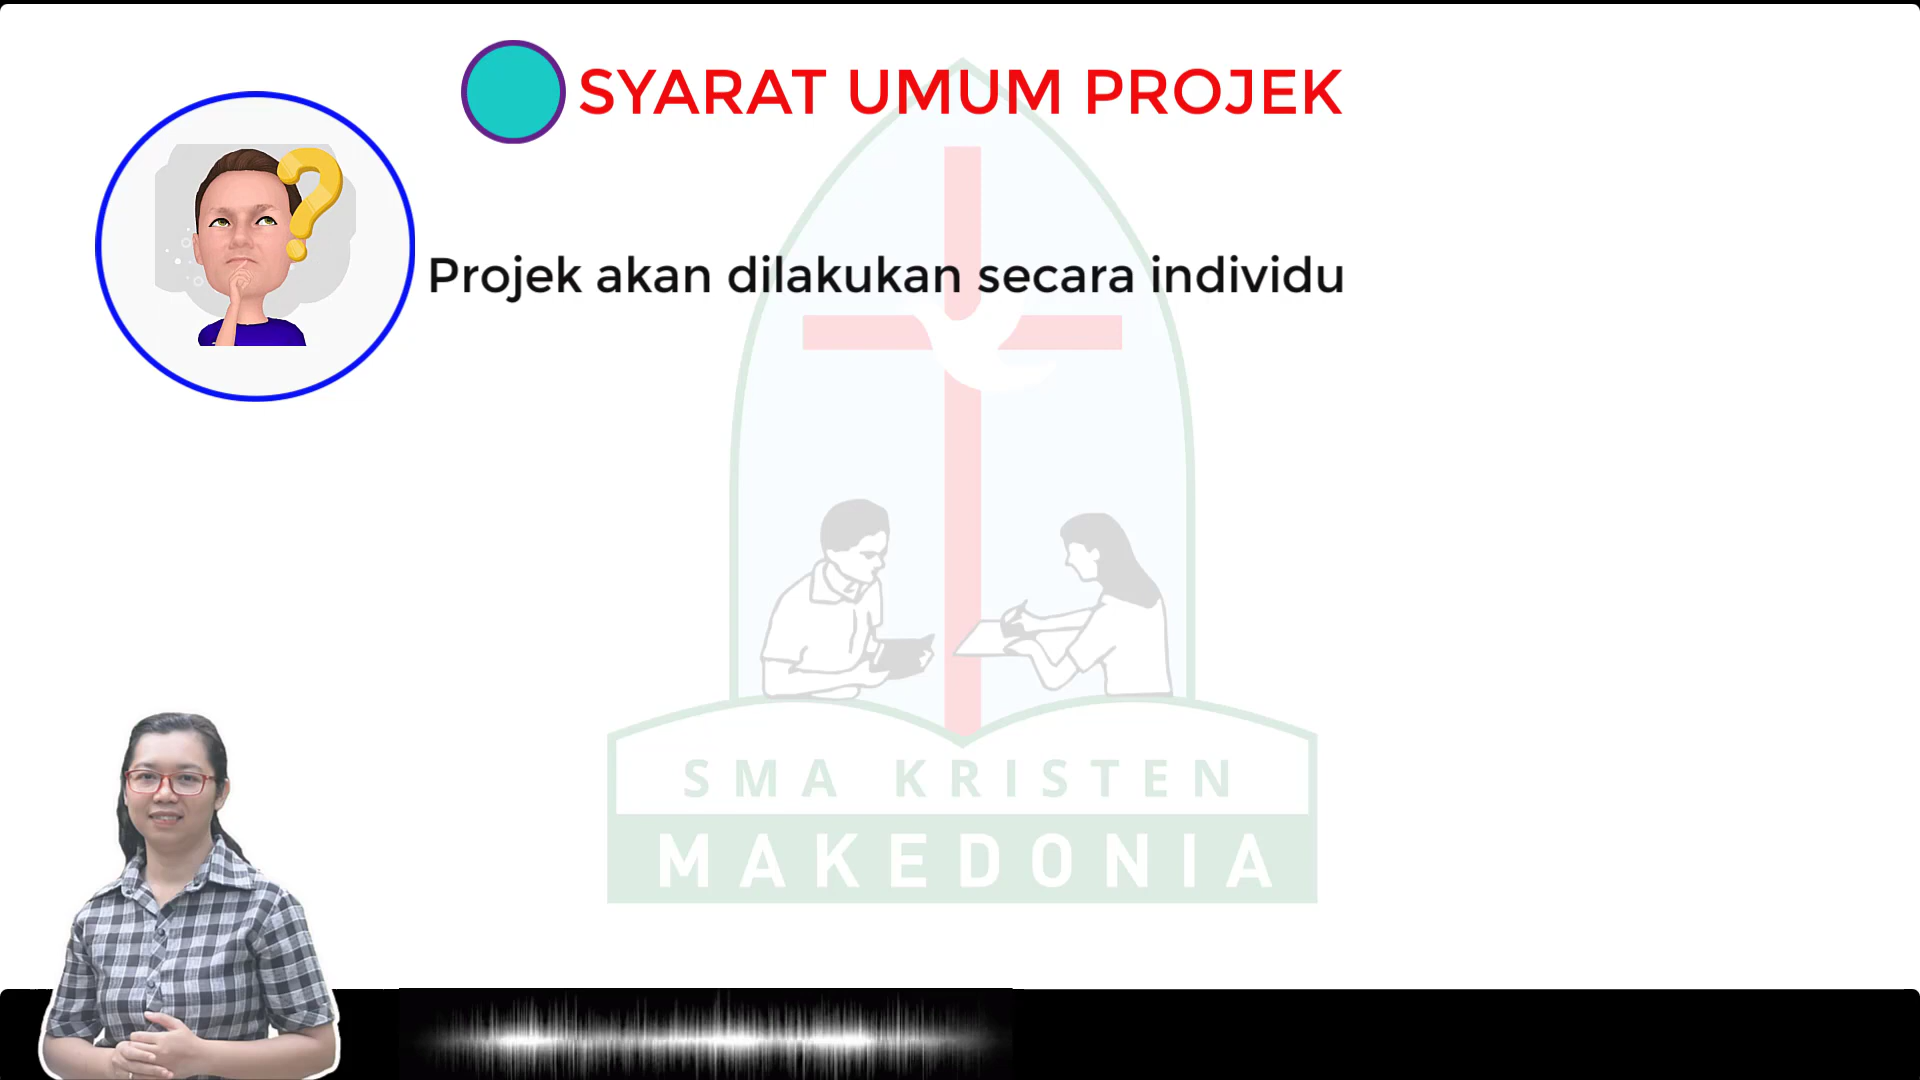 SYARAT UMUM PROJEK
Projek akan dilakukan secara individu
SMA KRISTEN
MAKEDONIA